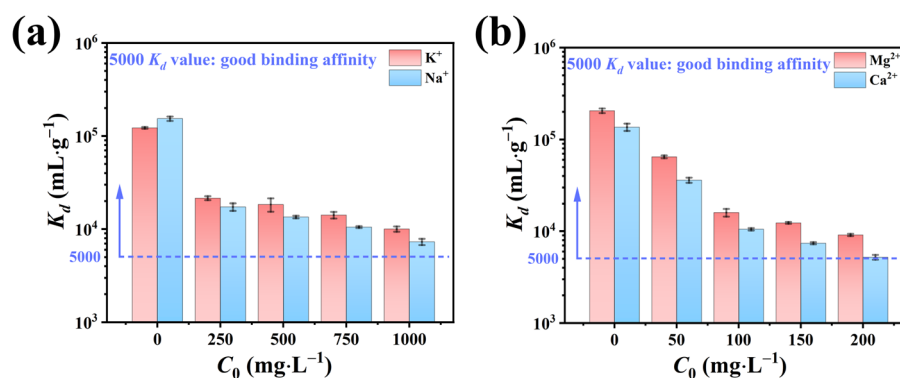 (a)
10⁶
5000 K_d value: good binding affinity
K⁺
Na⁺
10⁵
K_d (mL·g⁻¹)
10⁴
5000
10³
0 250 500 750 1000
C₀ (mg·L⁻¹)
(b)
10⁶
5000 K_d value: good binding affinity
Mg²⁺
Ca²⁺
10⁵
K_d (mL·g⁻¹)
10⁴
5000
10³
0 50 100 150 200
C₀ (mg·L⁻¹)